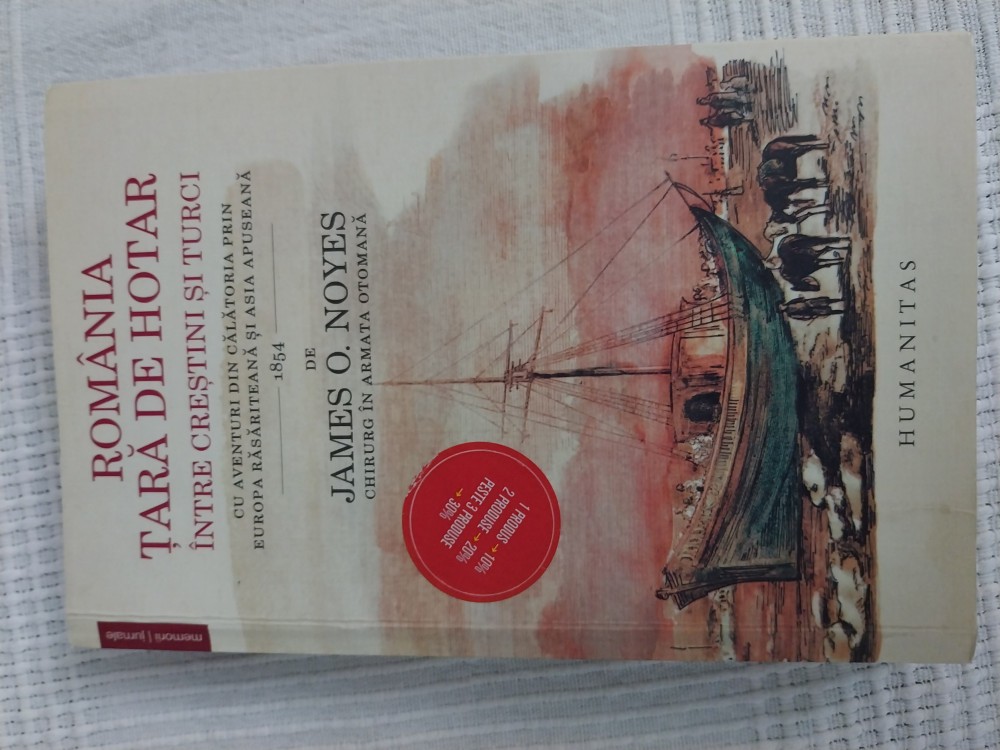 ROMÂNIA
ȚARĂ DE HOTAR
ÎNTRE CREȘTINI ȘI TURCI
CU AVENTURI DIN CĂLĂTORIA PRIN
EUROPA RĂSĂRITEANĂ ȘI ASIA APUSEANĂ
1854
DE
JAMES O. NOYES
CHIRURG ÎN ARMATA OTOMANĂ
1 PRODUS → 10%
2 PRODUSE → 20%
PESTE 3 PRODUSE
→ 30%
HUMANITAS
memorii | jurnale